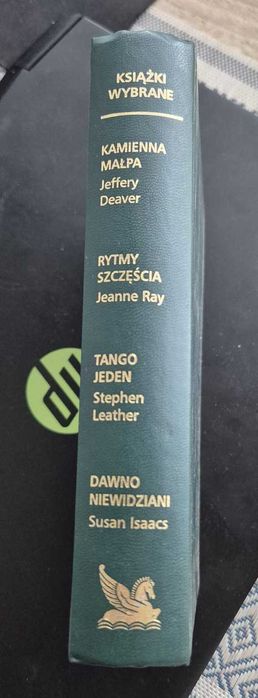 KSIĄŻKI
WYBRANE
KAMIENNA
MAŁPA
Jeffery
Deaver
RYTMY
SZCZĘŚCIA
Jeanne Ray
TANGO
JEDEN
Stephen
Leather
DAWNO
NIEWIDZIANI
Susan Isaacs